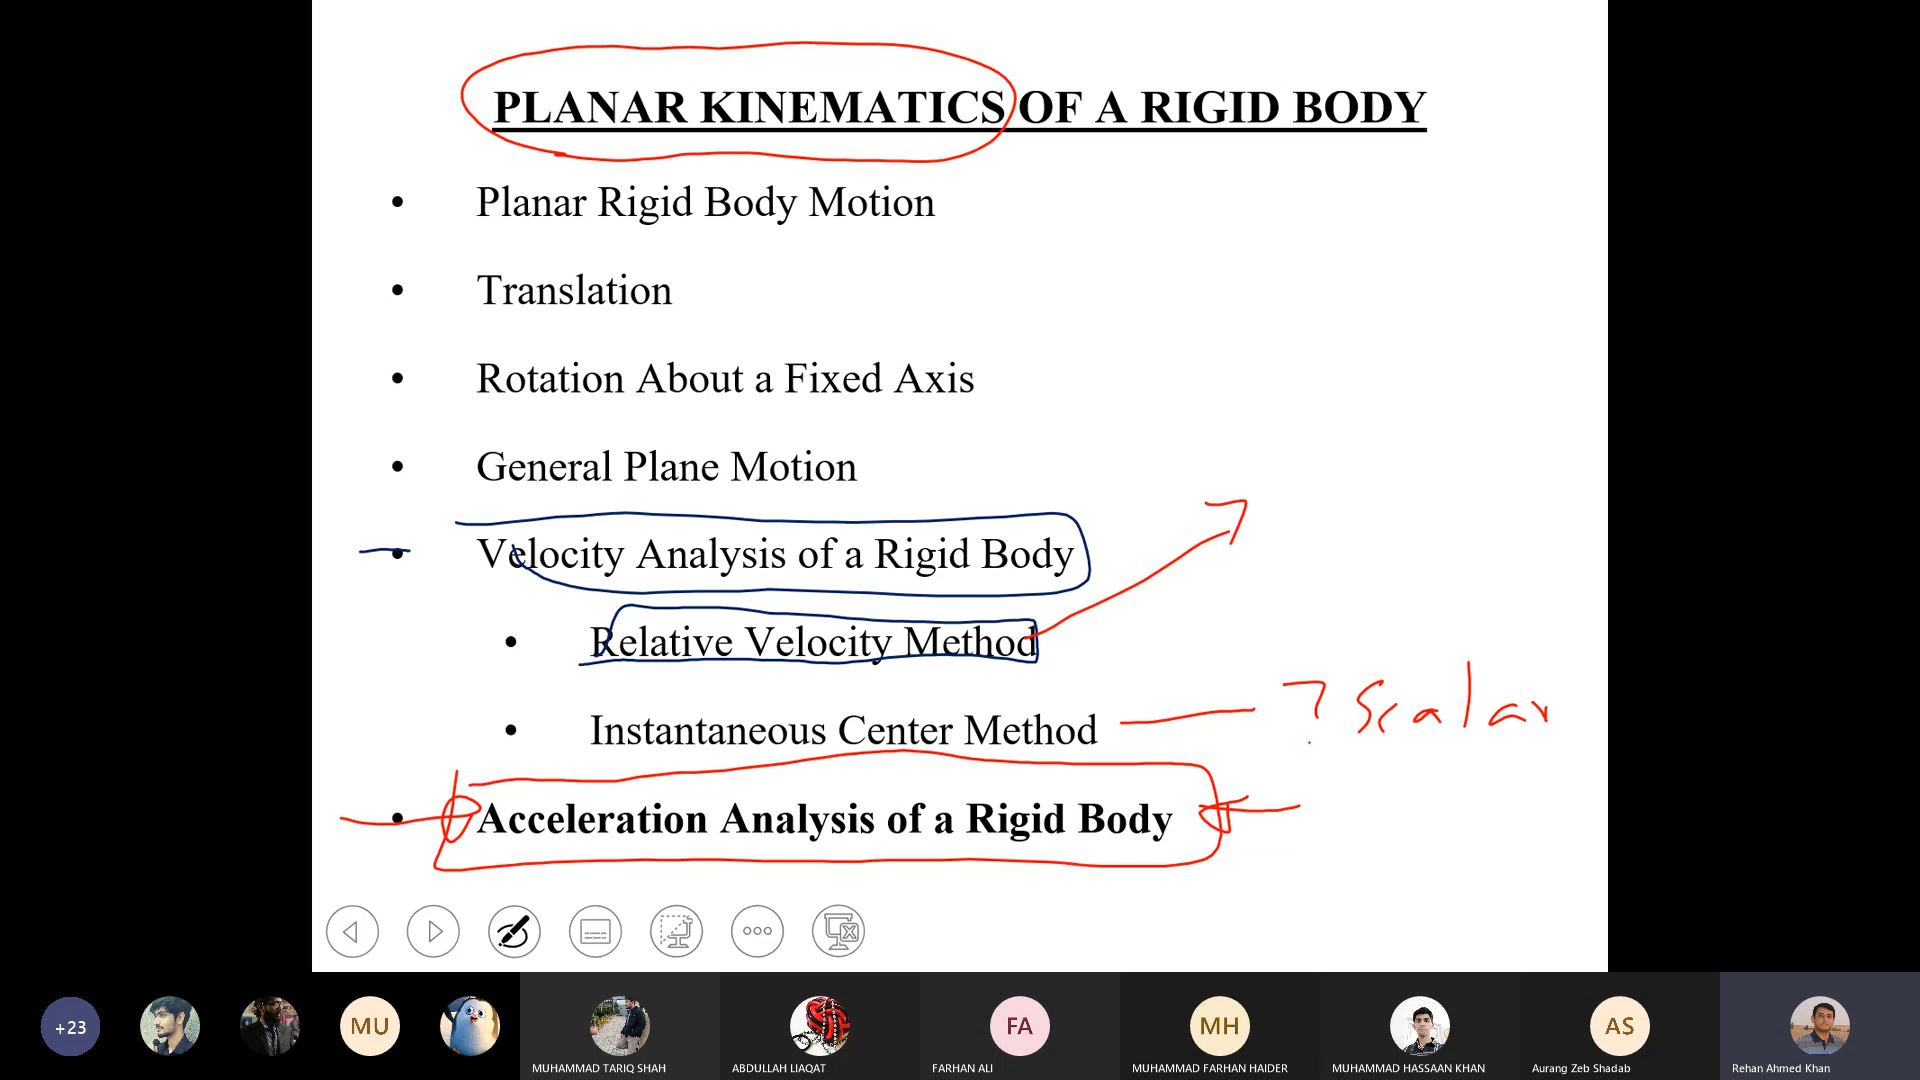 PLANAR KINEMATICS OF A RIGID BODY
• Planar Rigid Body Motion
• Translation
• Rotation About a Fixed Axis
• General Plane Motion
• Velocity Analysis of a Rigid Body
• Relative Velocity Method
• Instantaneous Center Method ? Scalar
• Acceleration Analysis of a Rigid Body
+23 MU FA MH AS
MUHAMMAD TARIQ SHAH ABDULLAH LIAQAT FARHAN ALI MUHAMMAD FARHAN HAIDER MUHAMMAD HASSAAN KHAN Aurang Zeb Shadab Rehan Ahmed Khan